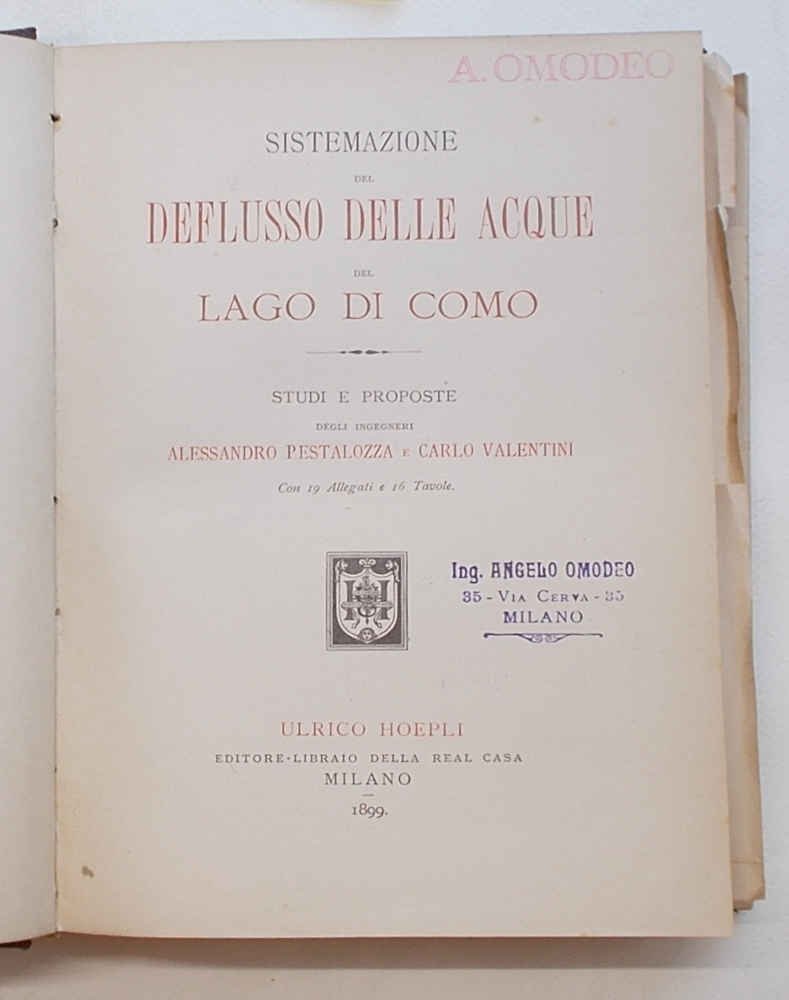 A. OMODEO
SISTEMAZIONE
DEL
DEFLUSSO DELLE ACQUE
DEL
LAGO DI COMO
STUDI E PROPOSTE
DEGLI INGEGNERI
ALESSANDRO PESTALOZZA E CARLO VALENTINI
Con 19 Allegati e 16 Tavole.
Ing. ANGELO OMODEO
35 - VIA CERVA - 35
MILANO
ULRICO HOEPLI
EDITORE-LIBRAIO DELLA REAL CASA
MILANO
1899.